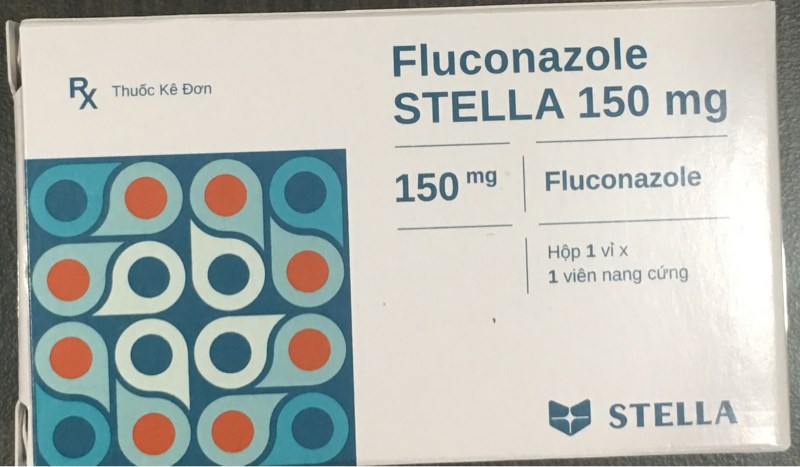 Rx Thuốc Kê Đơn
Fluconazole
STELLA 150 mg
150 mg
Fluconazole
Hộp 1 vỉ x
1 viên nang cứng
STELLA